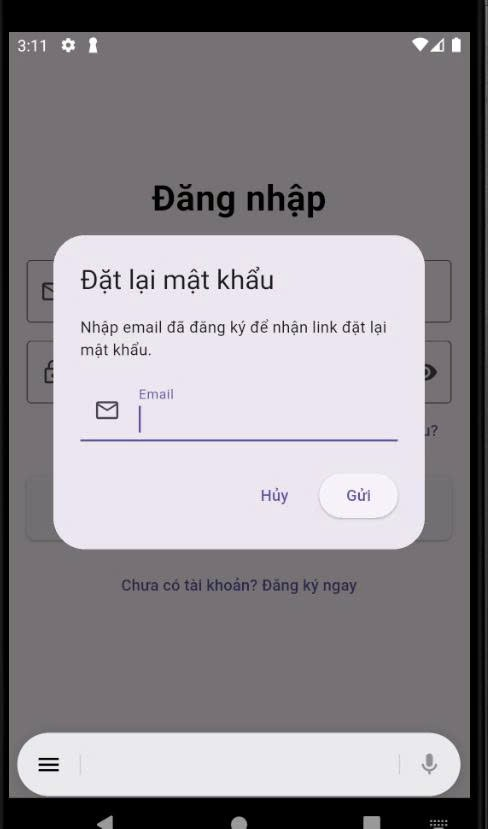 3:11
Đăng nhập
Đặt lại mật khẩu
Nhập email đã đăng ký để nhận link đặt lại
mật khẩu.
Email
Hủy
Gửi
Chưa có tài khoản? Đăng ký ngay